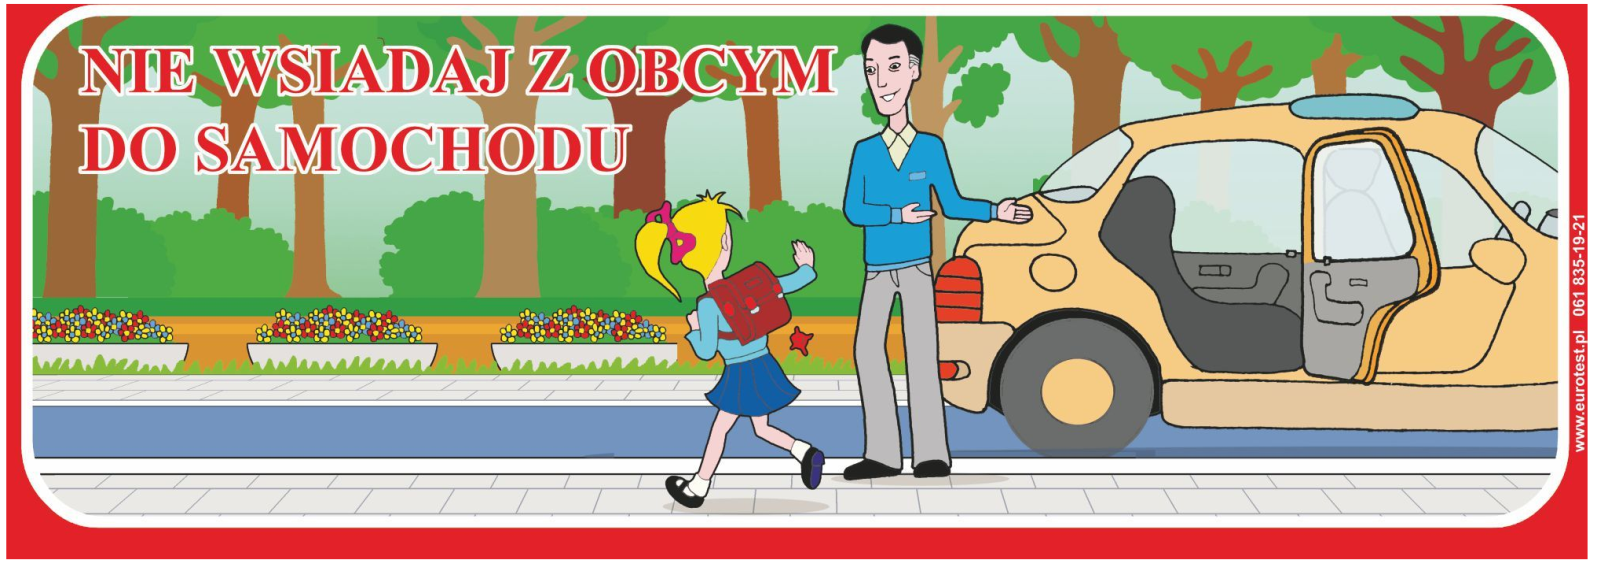 NIE WSIADAJ Z OBCYM
DO SAMOCHODU
www.eurotest.pl 061 835-19-21